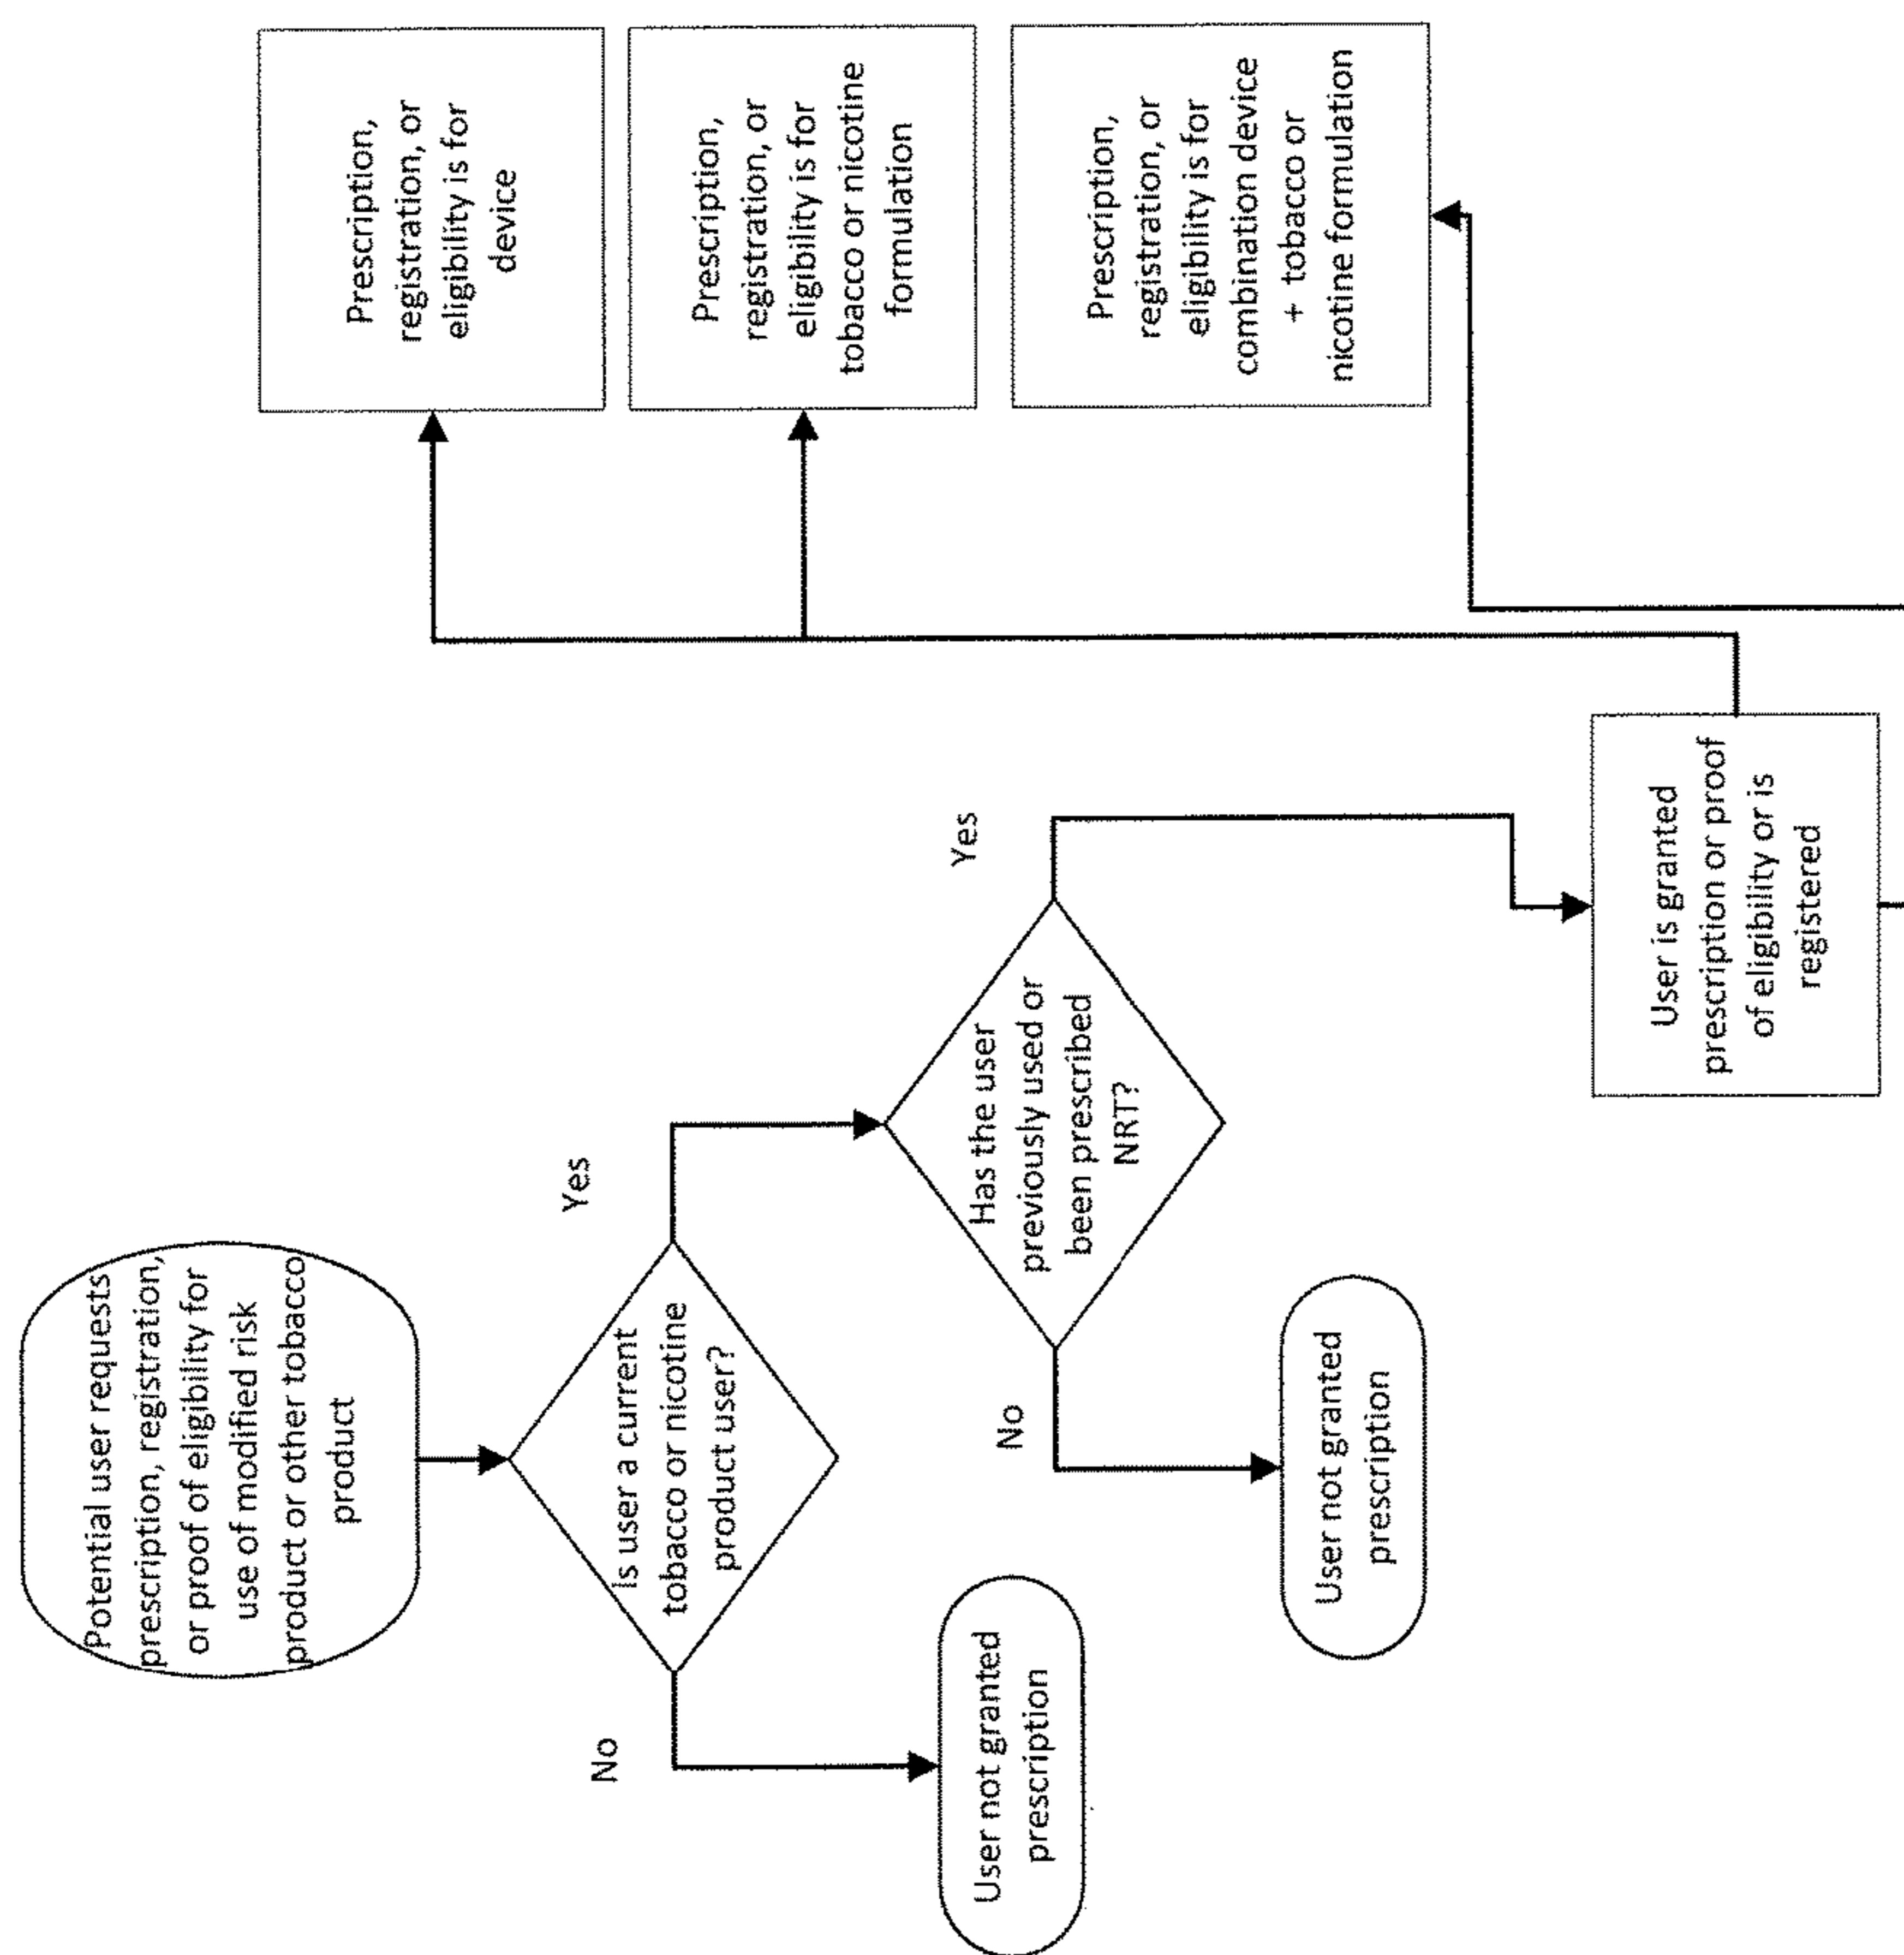 Potential user requests
prescription, registration,
or proof of eligibility for
use of modified risk
product or other tobacco
product
Is user a current
tobacco or nicotine
product user?
No
Yes
User not granted
prescription
Has the user
previously used or
been prescribed
NRT?
No
Yes
User not granted
prescription
User is granted
prescription or proof
of eligibility or is
registered
Prescription,
registration, or
eligibility is for
device
Prescription,
registration, or
eligibility is for
tobacco or nicotine
formulation
Prescription,
registration, or
eligibility is for
combination device
+ tobacco or
nicotine formulation